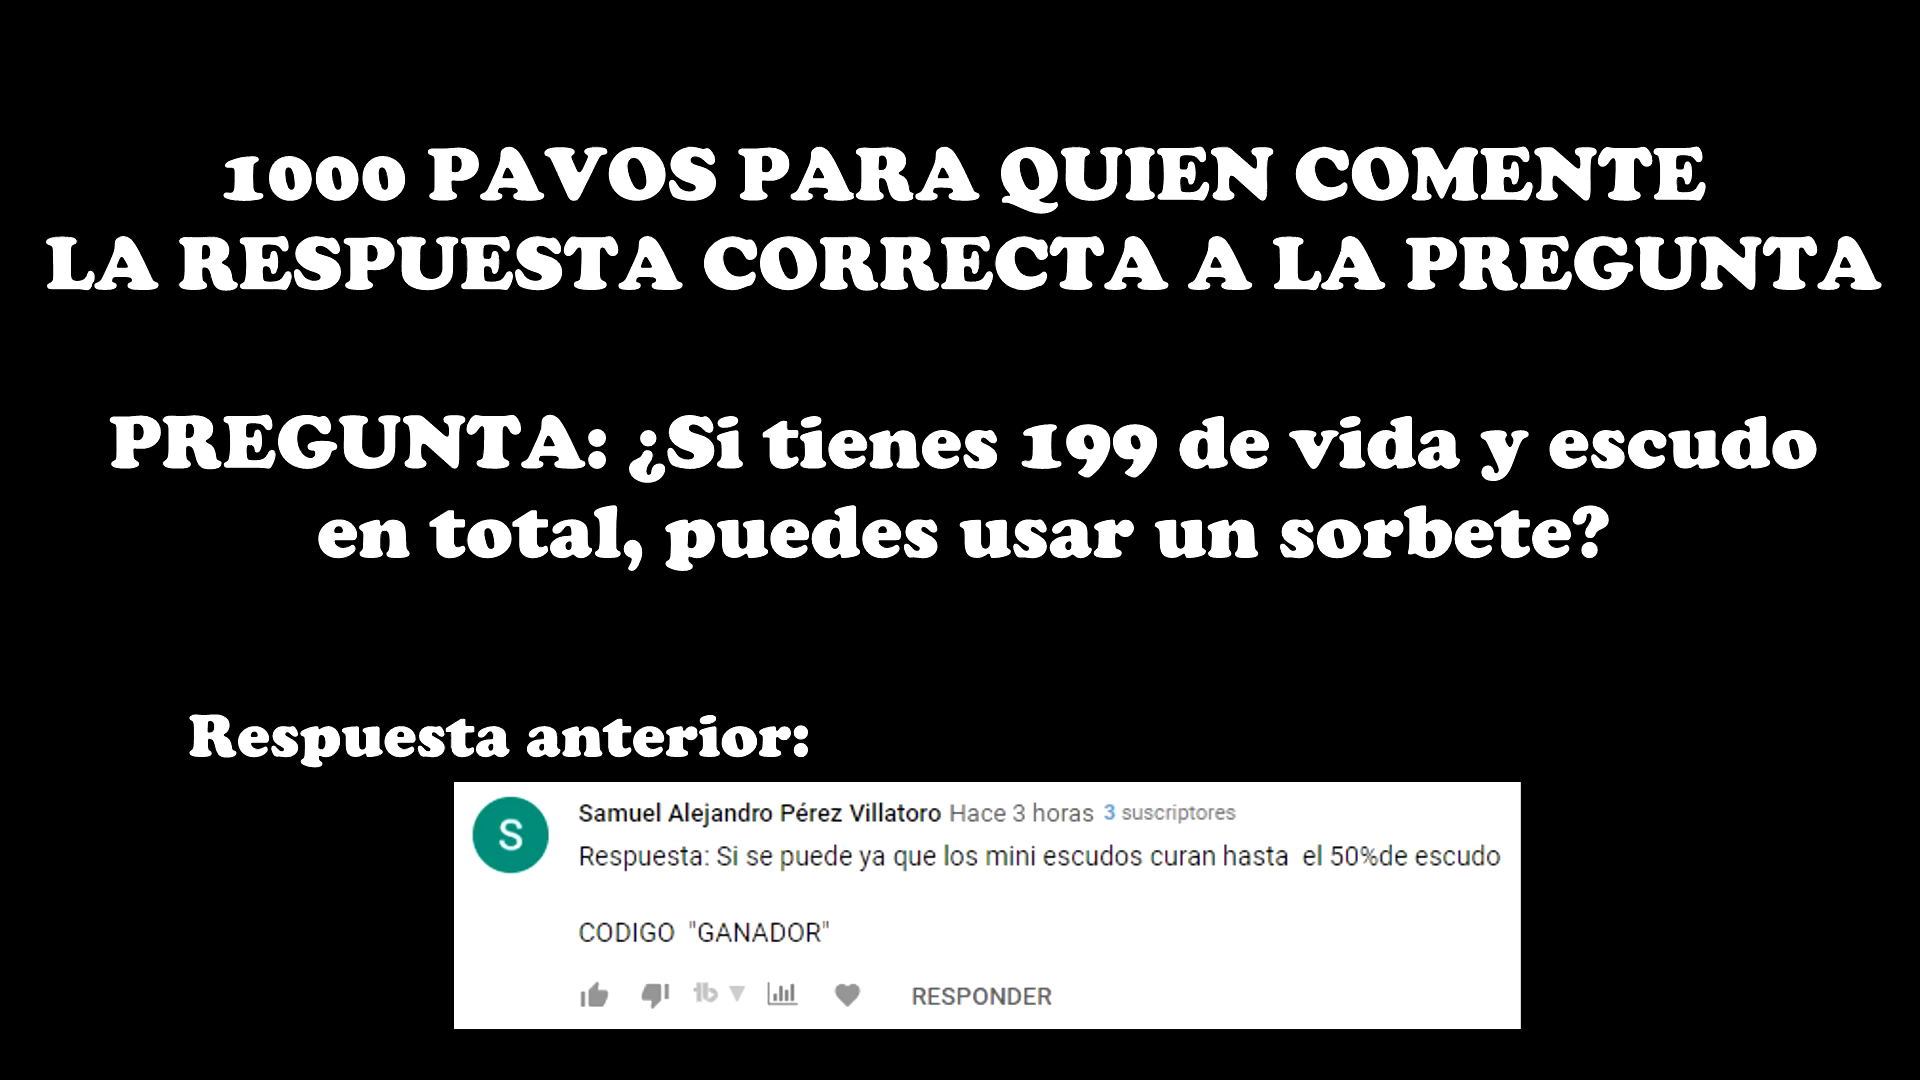 1000 PAVOS PARA QUIEN COMENTE
LA RESPUESTA CORRECTA A LA PREGUNTA
PREGUNTA: ¿Si tienes 199 de vida y escudo
en total, puedes usar un sorbete?
Respuesta anterior:
S
Samuel Alejandro Pérez Villatoro Hace 3 horas 3 suscriptores
Respuesta: Si se puede ya que los mini escudos curan hasta el 50%de escudo
CODIGO "GANADOR"
tb RESPONDER